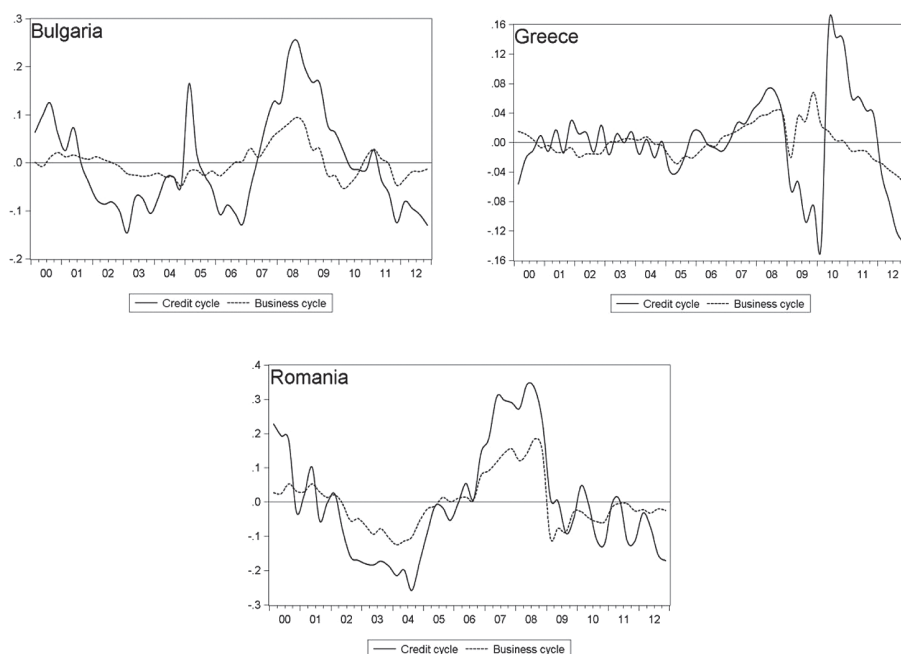 Bulgaria
.3
.2
.1
.0
-.1
-.2
00 01 02 03 04 05 06 07 08 09 10 11 12
Credit cycle Business cycle
Greece
.16
.12
.08
.04
.00
-.04
-.08
-.12
-.16
00 01 02 03 04 05 06 07 08 09 10 11 12
Credit cycle Business cycle
Romania
.4
.3
.2
.1
.0
-.1
-.2
-.3
00 01 02 03 04 05 06 07 08 09 10 11 12
Credit cycle Business cycle